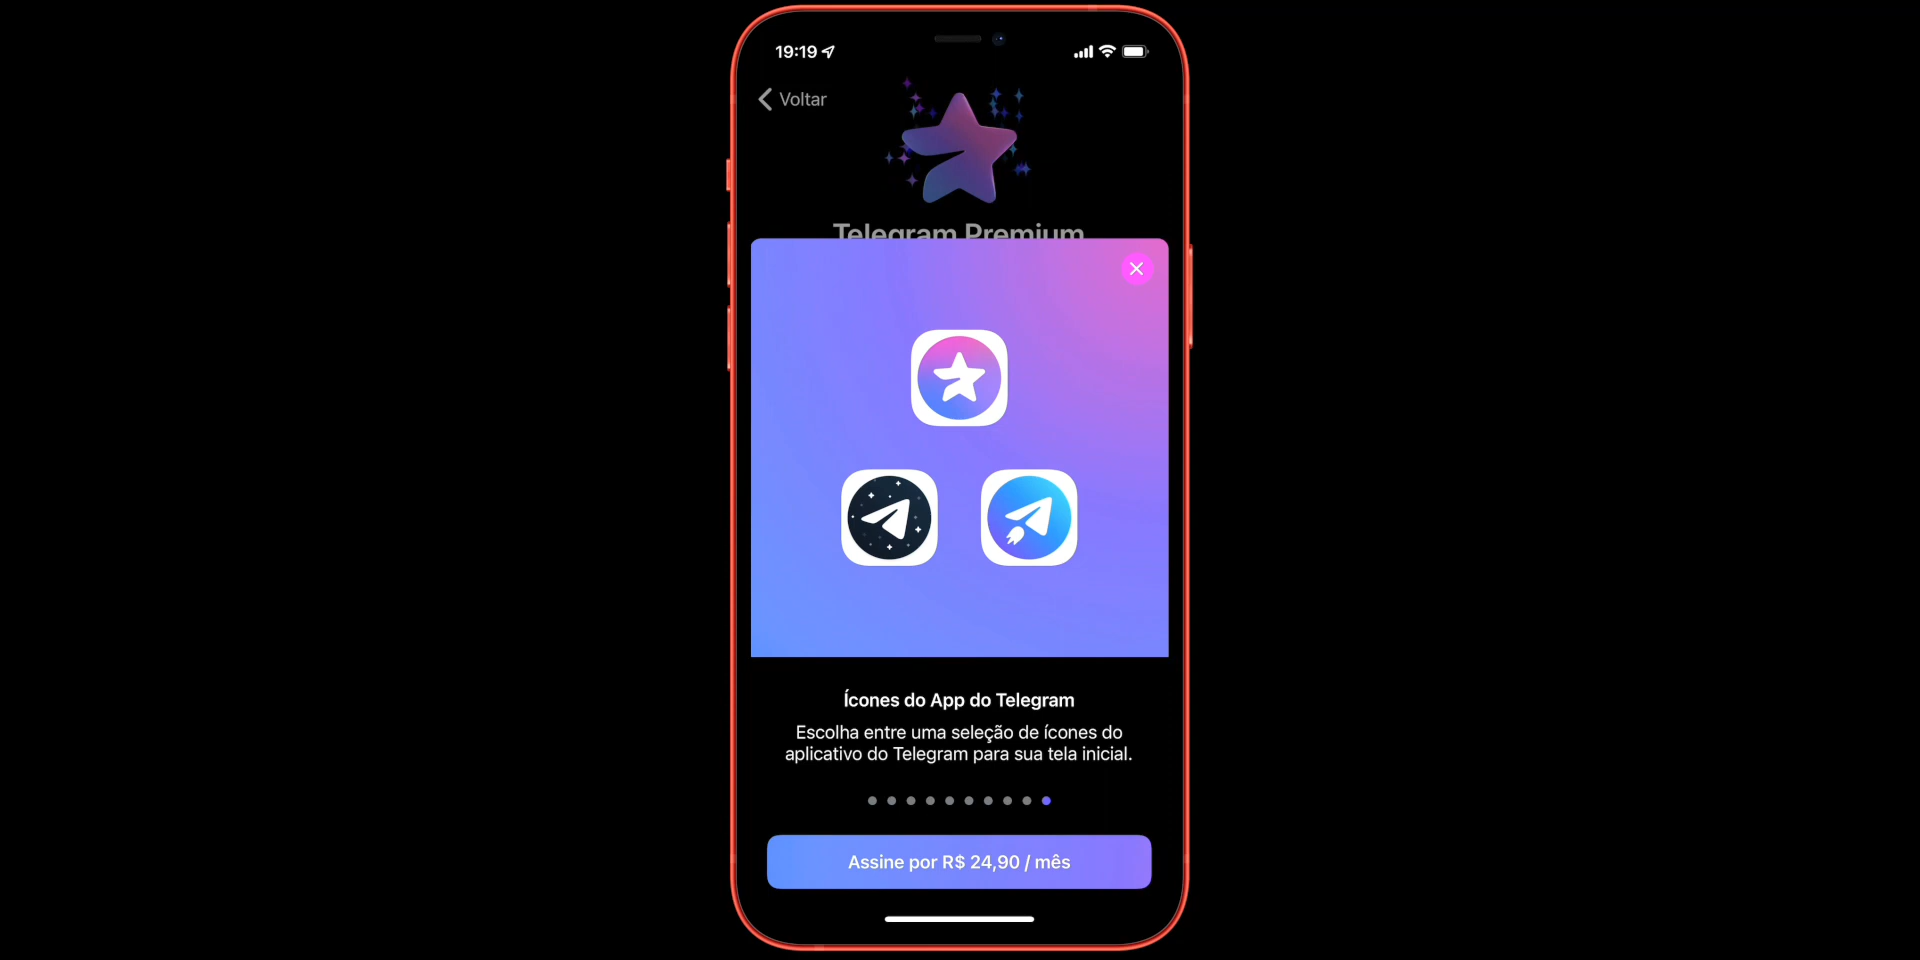 19:19
Voltar
Telegram Premium
Ícones do App do Telegram
Escolha entre uma seleção de ícones do
aplicativo do Telegram para sua tela inicial.
Assine por R$ 24,90 / mês